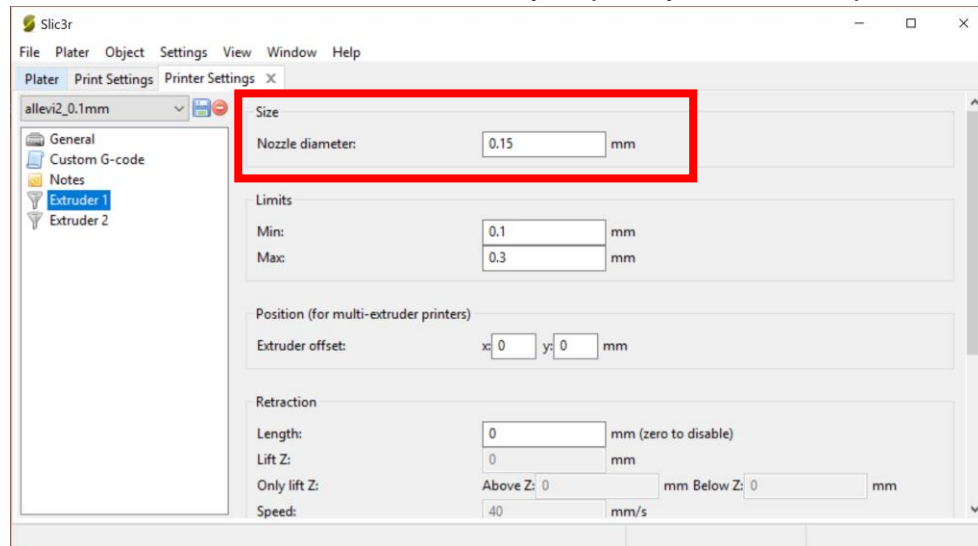 Slic3r
File Plater Object Settings View Window Help
Plater Print Settings Printer Settings
allevi2_0.1mm
General
Custom G-code
Notes
Extruder 1
Extruder 2
Size
Nozzle diameter: 0.15 mm
Limits
Min: 0.1 mm
Max: 0.3 mm
Position (for multi-extruder printers)
Extruder offset: x: 0 y: 0 mm
Retraction
Length: 0 mm (zero to disable)
Lift Z: 0 mm
Only lift Z: Above Z: 0 mm Below Z: 0 mm
Speed: 40 mm/s